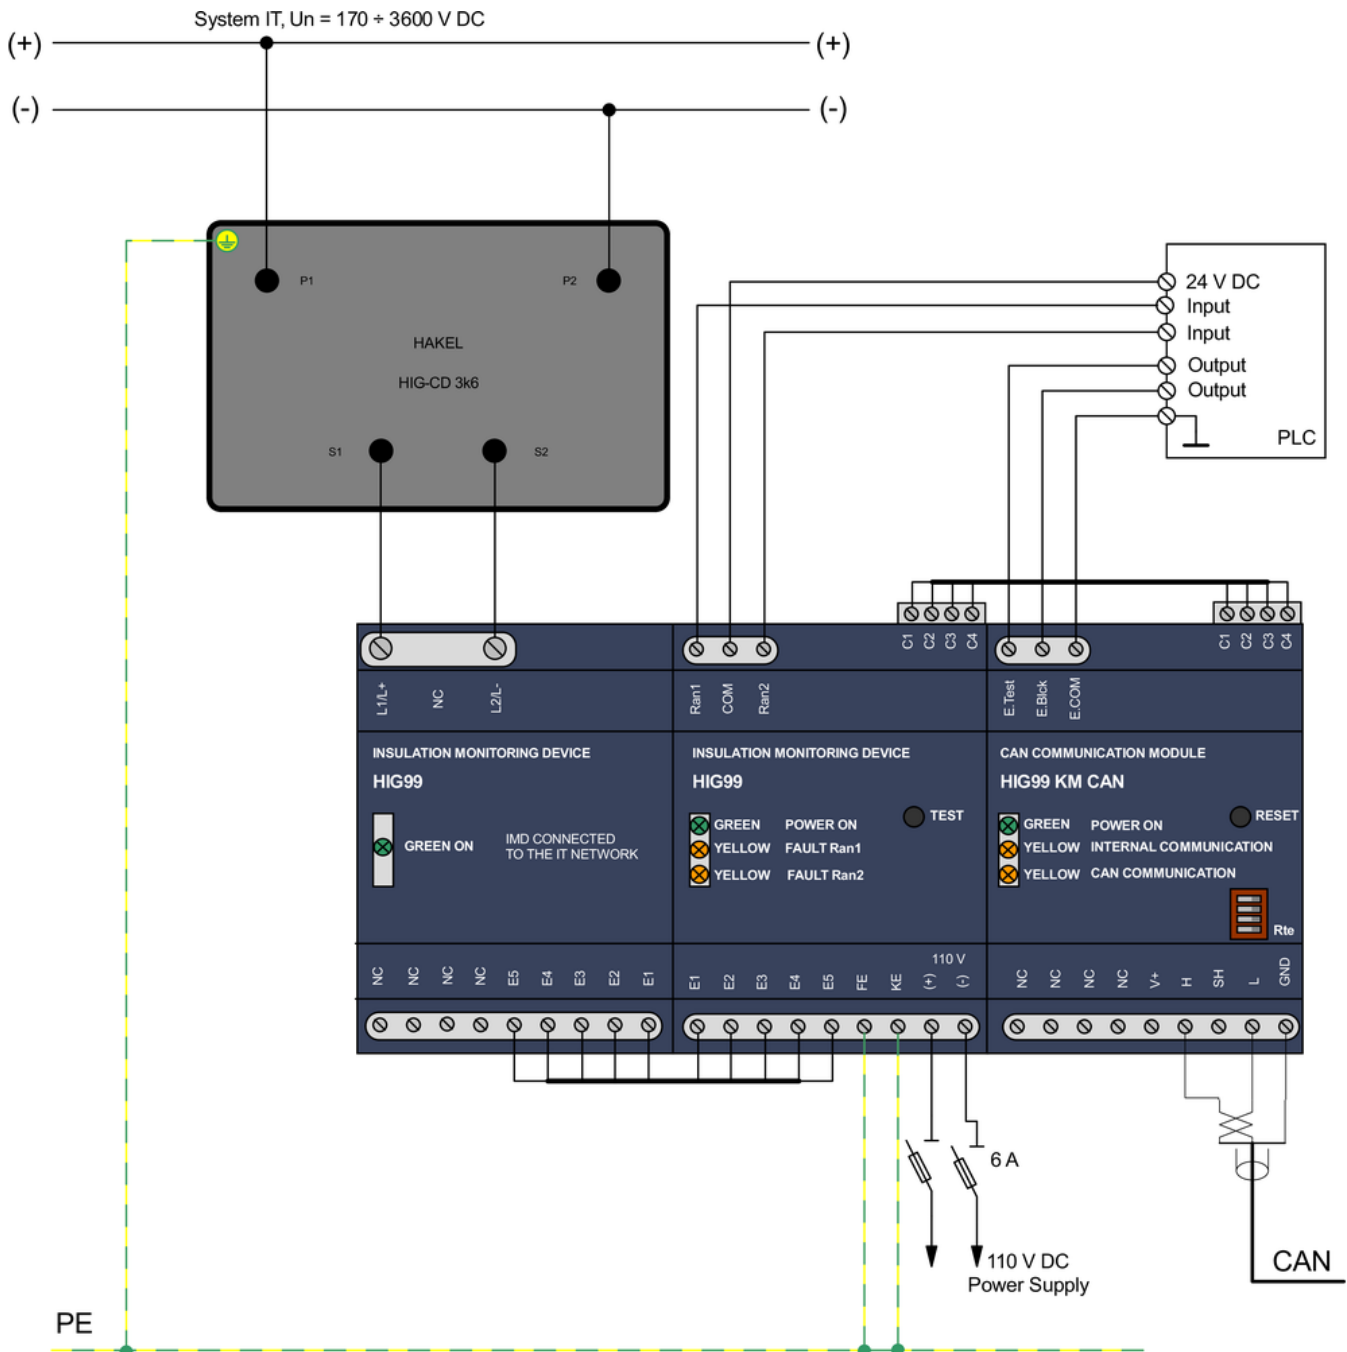 System IT, Un = 170 ÷ 3600 V DC
(+) (+)
(-) (-)
P1 P2
HAKEL
HIG-CD 3k6
S1 S2
24 V DC
Input
Input
Output
Output
PLC
C1 C2 C3 C4 C1 C2 C3 C4
L1/L+ NC L2/L- Ran1 COM Ran2 E.Test E.Blck E.COM
INSULATION MONITORING DEVICE
HIG99
GREEN ON
IMD CONNECTED
TO THE IT NETWORK
INSULATION MONITORING DEVICE
HIG99
TEST
GREEN POWER ON
YELLOW FAULT Ran1
YELLOW FAULT Ran2
CAN COMMUNICATION MODULE
HIG99 KM CAN
RESET
GREEN POWER ON
YELLOW INTERNAL COMMUNICATION
YELLOW CAN COMMUNICATION
Rte
110 V
NC NC NC NC E5 E4 E3 E2 E1 E1 E2 E3 E4 E5 FE KE (+) (-) NC NC NC NC V+ H SH L GND
6 A
110 V DC
Power Supply
CAN
PE